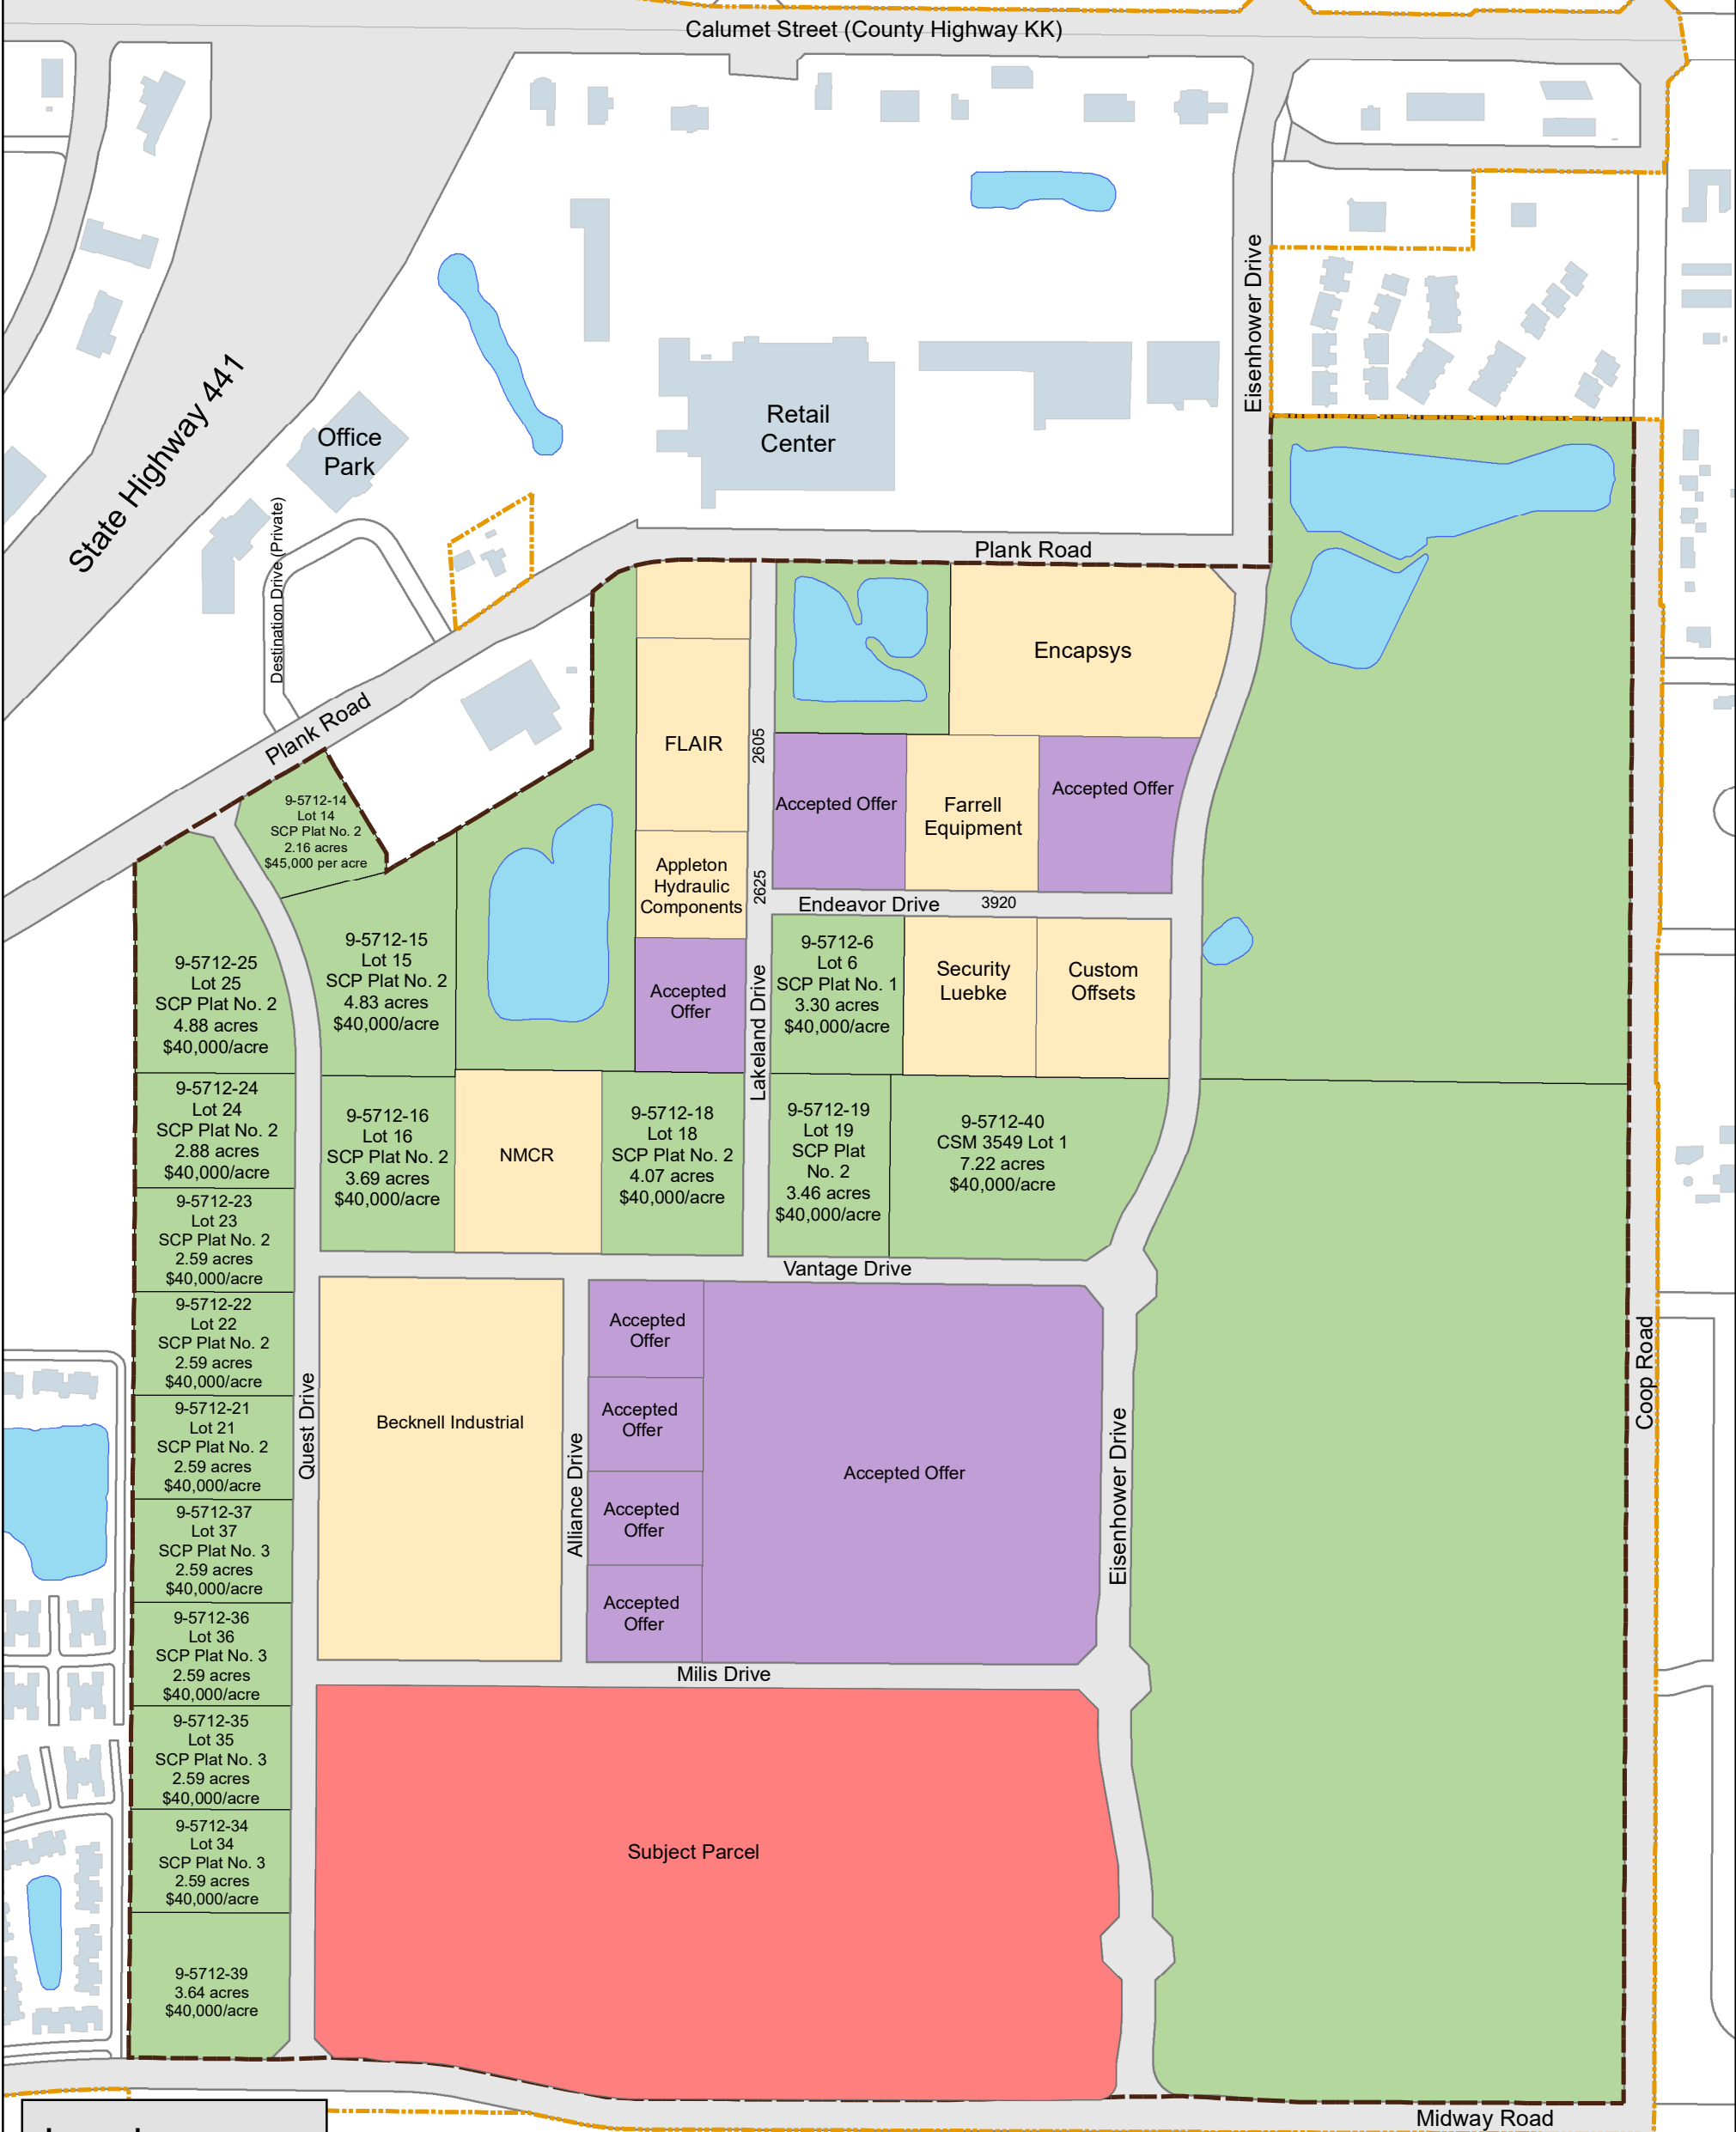 Calumet Street (County Highway KK)
State Highway 441
Eisenhower Drive
Office
Park
Retail
Center
Destination Drive (Private)
Plank Road
Plank Road
Encapsys
FLAIR
2605
Accepted Offer
Farrell
Equipment
Accepted Offer
9-5712-14
Lot 14
SCP Plat No. 2
2.16 acres
$45,000 per acre
Appleton
Hydraulic
Components
2625
Endeavor Drive
3920
9-5712-25
Lot 25
SCP Plat No. 2
4.88 acres
$40,000/acre
9-5712-15
Lot 15
SCP Plat No. 2
4.83 acres
$40,000/acre
Accepted
Offer
Lakeland Drive
9-5712-6
Lot 6
SCP Plat No. 1
3.30 acres
$40,000/acre
Security
Luebke
Custom
Offsets
9-5712-24
Lot 24
SCP Plat No. 2
2.88 acres
$40,000/acre
9-5712-16
Lot 16
SCP Plat No. 2
3.69 acres
$40,000/acre
NMCR
9-5712-18
Lot 18
SCP Plat No. 2
4.07 acres
$40,000/acre
9-5712-19
Lot 19
SCP Plat
No. 2
3.46 acres
$40,000/acre
9-5712-40
CSM 3549 Lot 1
7.22 acres
$40,000/acre
9-5712-23
Lot 23
SCP Plat No. 2
2.59 acres
$40,000/acre
Vantage Drive
9-5712-22
Lot 22
SCP Plat No. 2
2.59 acres
$40,000/acre
Accepted
Offer
Coop Road
9-5712-21
Lot 21
SCP Plat No. 2
2.59 acres
$40,000/acre
Quest Drive
Becknell Industrial
Alliance Drive
Accepted
Offer
Accepted Offer
Eisenhower Drive
9-5712-37
Lot 37
SCP Plat No. 3
2.59 acres
$40,000/acre
Accepted
Offer
9-5712-36
Lot 36
SCP Plat No. 3
2.59 acres
$40,000/acre
Accepted
Offer
Milis Drive
9-5712-35
Lot 35
SCP Plat No. 3
2.59 acres
$40,000/acre
9-5712-34
Lot 34
SCP Plat No. 3
2.59 acres
$40,000/acre
Subject Parcel
9-5712-39
3.64 acres
$40,000/acre
Midway Road